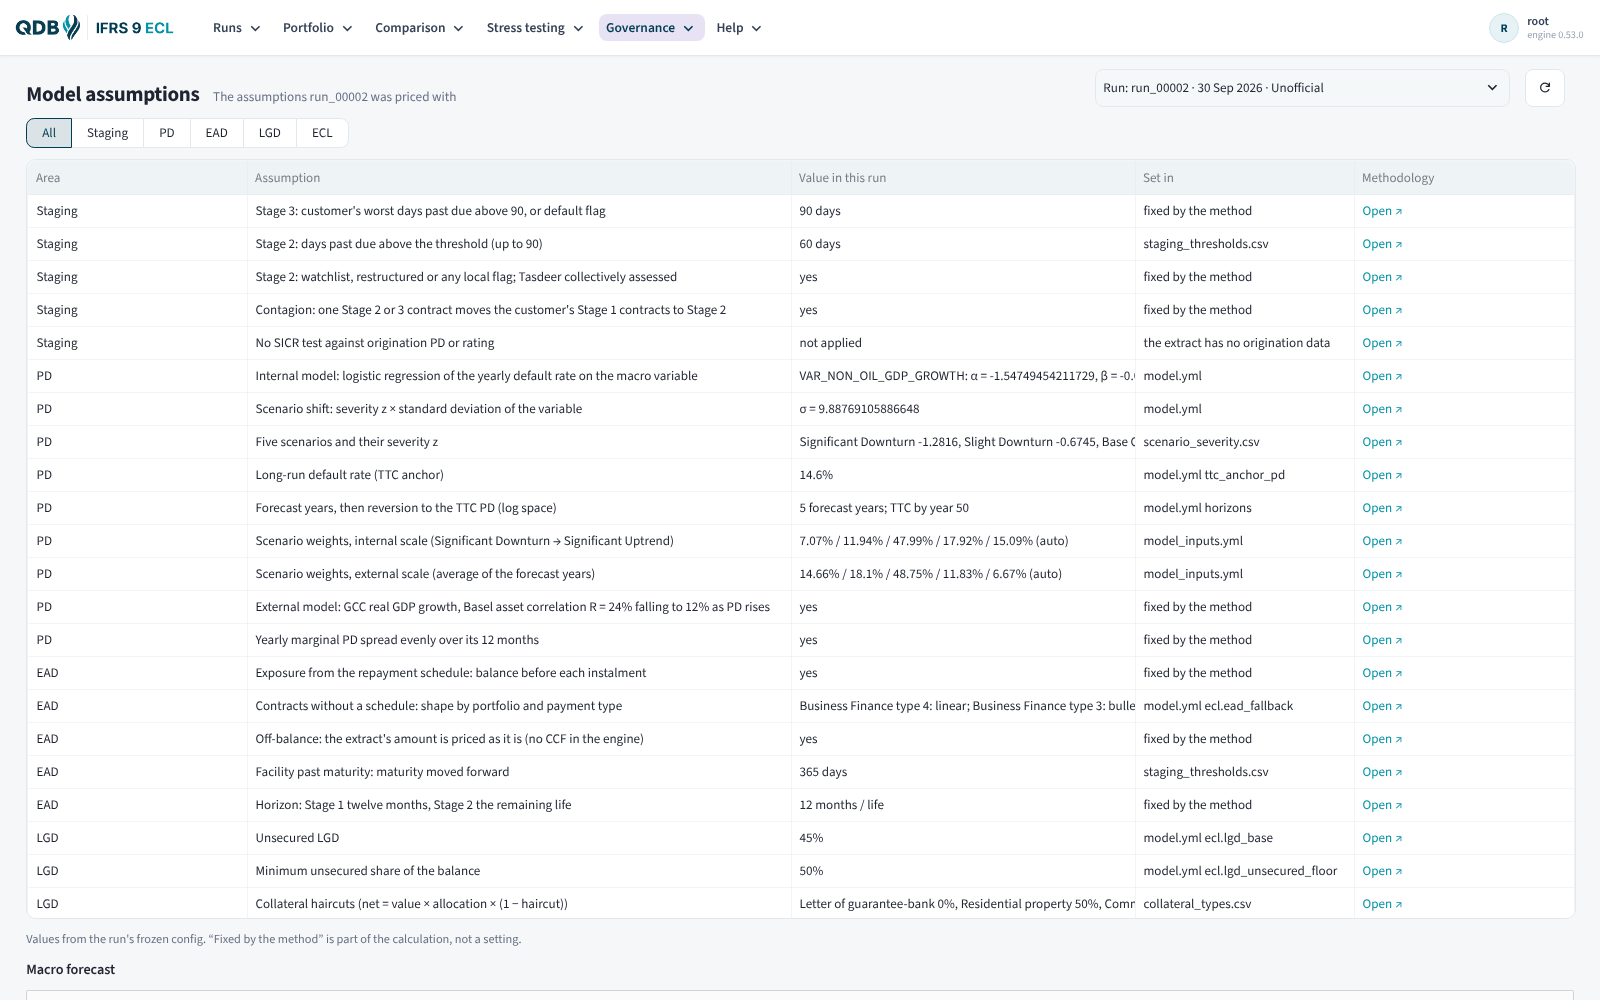 QDB IFRS 9 ECL Runs Portfolio Comparison Stress testing Governance Help R root
engine 0.53.0
Model assumptions The assumptions run_00002 was priced with Run: run_00002 · 30 Sep 2026 · Unofficial
All Staging PD EAD LGD ECL
Area Assumption Value in this run Set in Methodology
Staging Stage 3: customer's worst days past due above 90, or default flag 90 days fixed by the method Open ↗
Staging Stage 2: days past due above the threshold (up to 90) 60 days staging_thresholds.csv Open ↗
Staging Stage 2: watchlist, restructured or any local flag; Tasdeer collectively assessed yes fixed by the method Open ↗
Staging Contagion: one Stage 2 or 3 contract moves the customer's Stage 1 contracts to Stage 2 yes fixed by the method Open ↗
Staging No SICR test against origination PD or rating not applied the extract has no origination data Open ↗
PD Internal model: logistic regression of the yearly default rate on the macro variable VAR_NON_OIL_GDP_GROWTH: α = -1.54749454211729, β = -0. model.yml Open ↗
PD Scenario shift: severity z × standard deviation of the variable σ = 9.88769105886648 model.yml Open ↗
PD Five scenarios and their severity z Significant Downturn -1.2816, Slight Downturn -0.6745, Base scenario_severity.csv Open ↗
PD Long-run default rate (TTC anchor) 14.6% model.yml ttc_anchor_pd Open ↗
PD Forecast years, then reversion to the TTC PD (log space) 5 forecast years; TTC by year 50 model.yml horizons Open ↗
PD Scenario weights, internal scale (Significant Downturn → Significant Uptrend) 7.07% / 11.94% / 47.99% / 17.92% / 15.09% (auto) model_inputs.yml Open ↗
PD Scenario weights, external scale (average of the forecast years) 14.66% / 18.1% / 48.75% / 11.83% / 6.67% (auto) model_inputs.yml Open ↗
PD External model: GCC real GDP growth, Basel asset correlation R = 24% falling to 12% as PD rises yes fixed by the method Open ↗
PD Yearly marginal PD spread evenly over its 12 months yes fixed by the method Open ↗
EAD Exposure from the repayment schedule: balance before each instalment yes fixed by the method Open ↗
EAD Contracts without a schedule: shape by portfolio and payment type Business Finance type 4: linear; Business Finance type 3: bulle model.yml ecl.ead_fallback Open ↗
EAD Off-balance: the extract's amount is priced as it is (no CCF in the engine) yes fixed by the method Open ↗
EAD Facility past maturity: maturity moved forward 365 days staging_thresholds.csv Open ↗
EAD Horizon: Stage 1 twelve months, Stage 2 the remaining life 12 months / life fixed by the method Open ↗
LGD Unsecured LGD 45% model.yml ecl.lgd_base Open ↗
LGD Minimum unsecured share of the balance 50% model.yml ecl.lgd_unsecured_floor Open ↗
LGD Collateral haircuts (net = value × allocation × (1 − haircut)) Letter of guarantee-bank 0%, Residential property 50%, Com collateral_types.csv Open ↗
Values from the run's frozen config. “Fixed by the method” is part of the calculation, not a setting.
Macro forecast